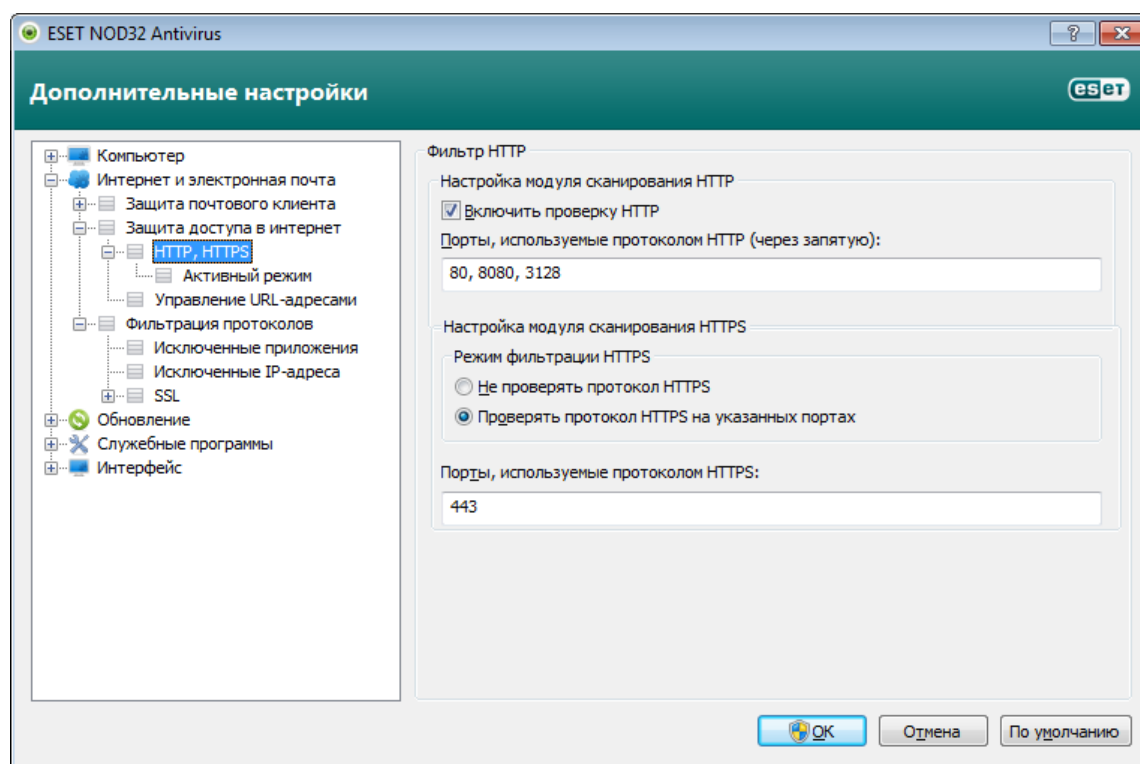 ESET NOD32 Antivirus
Дополнительные настройки
eset
Компьютер
Интернет и электронная почта
Защита почтового клиента
Защита доступа в интернет
HTTP, HTTPS
Активный режим
Управление URL-адресами
Фильтрация протоколов
Исключенные приложения
Исключенные IP-адреса
SSL
Обновление
Служебные программы
Интерфейс
Фильтр HTTP
Настройка модуля сканирования HTTP
Включить проверку HTTP
Порты, используемые протоколом HTTP (через запятую):
80, 8080, 3128
Настройка модуля сканирования HTTPS
Режим фильтрации HTTPS
Не проверять протокол HTTPS
Проверять протокол HTTPS на указанных портах
Порты, используемые протоколом HTTPS:
443
OK
Отмена
По умолчанию